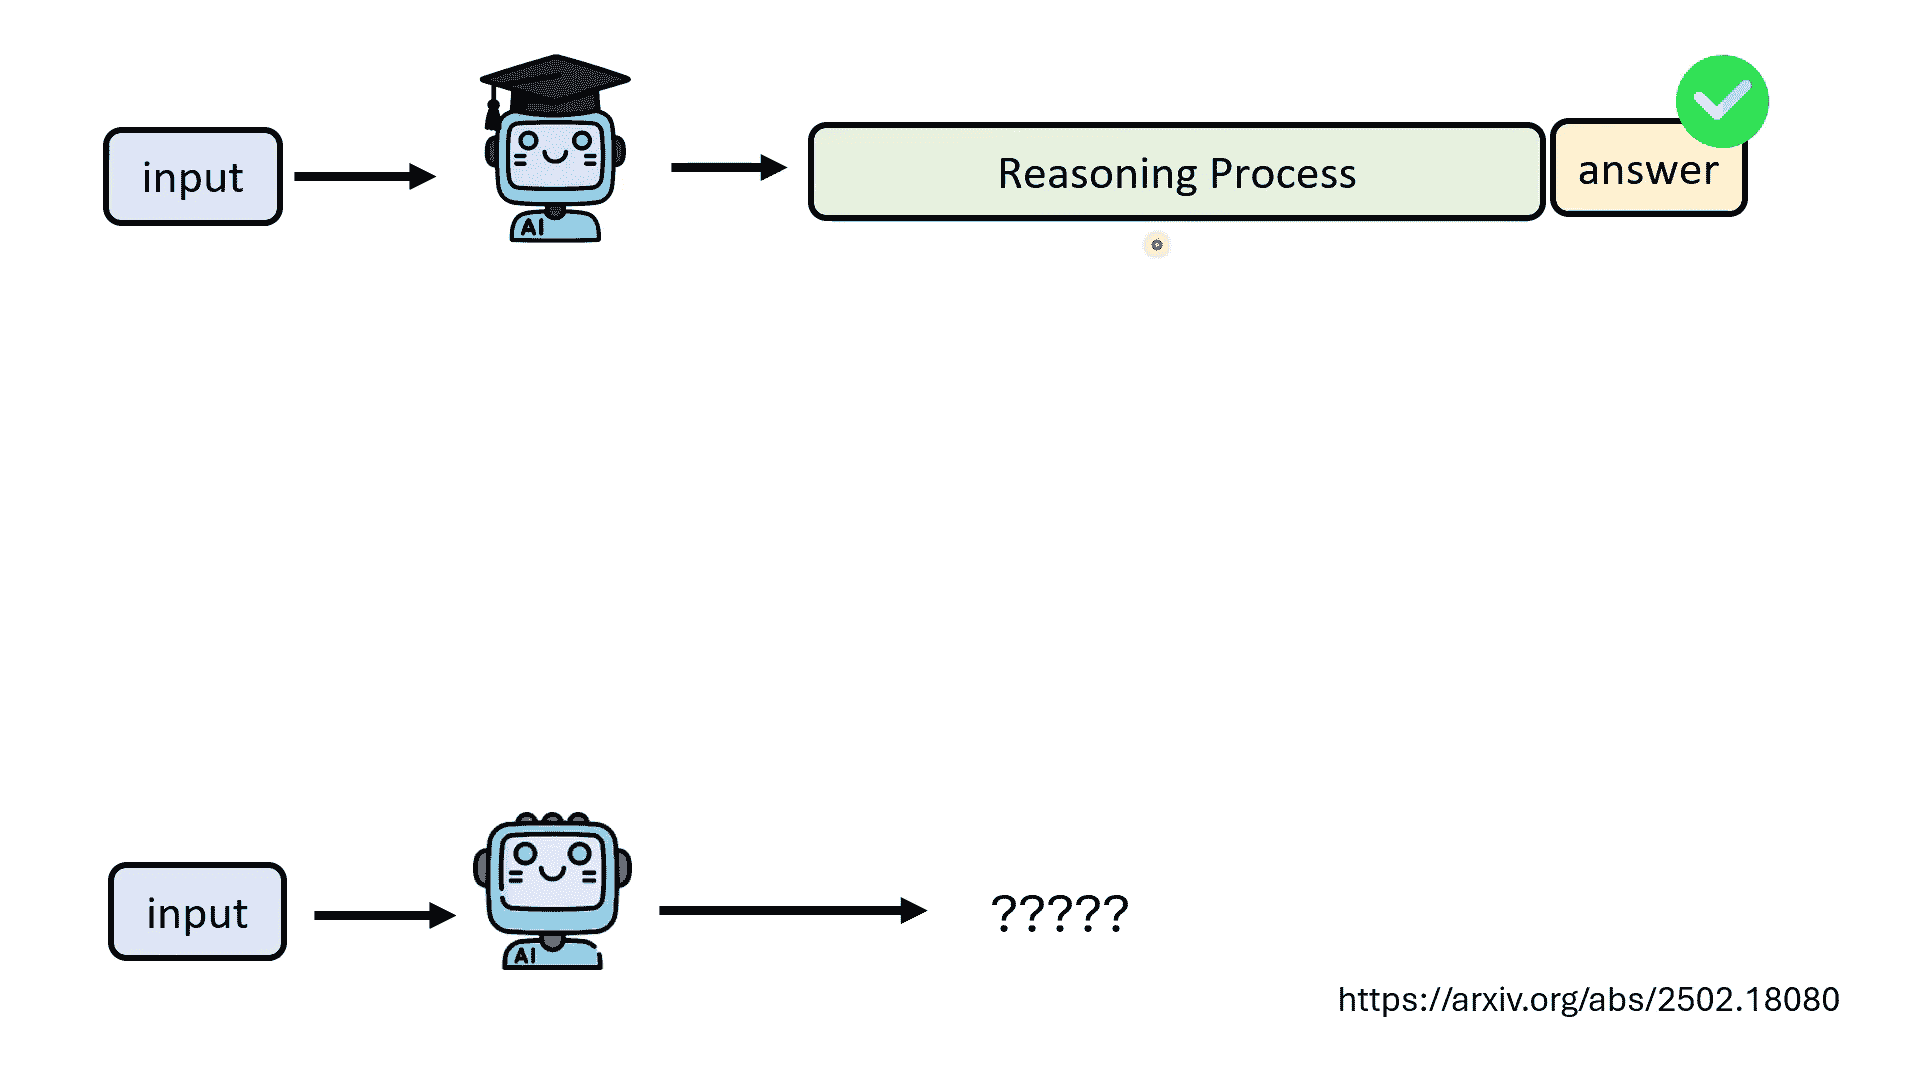 input
AI
Reasoning Process
answer
input
AI
?????
https://arxiv.org/abs/2502.18080